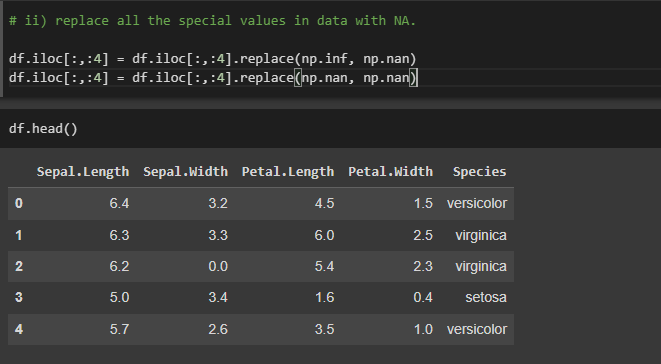 # ii) replace all the special values in data with NA.
df.iloc[:,:4] = df.iloc[:,:4].replace(np.inf, np.nan)
df.iloc[:,:4] = df.iloc[:,:4].replace(np.nan, np.nan)
df.head()
Sepal.Length Sepal.Width Petal.Length Petal.Width Species
0 6.4 3.2 4.5 1.5 versicolor
1 6.3 3.3 6.0 2.5 virginica
2 6.2 0.0 5.4 2.3 virginica
3 5.0 3.4 1.6 0.4 setosa
4 5.7 2.6 3.5 1.0 versicolor